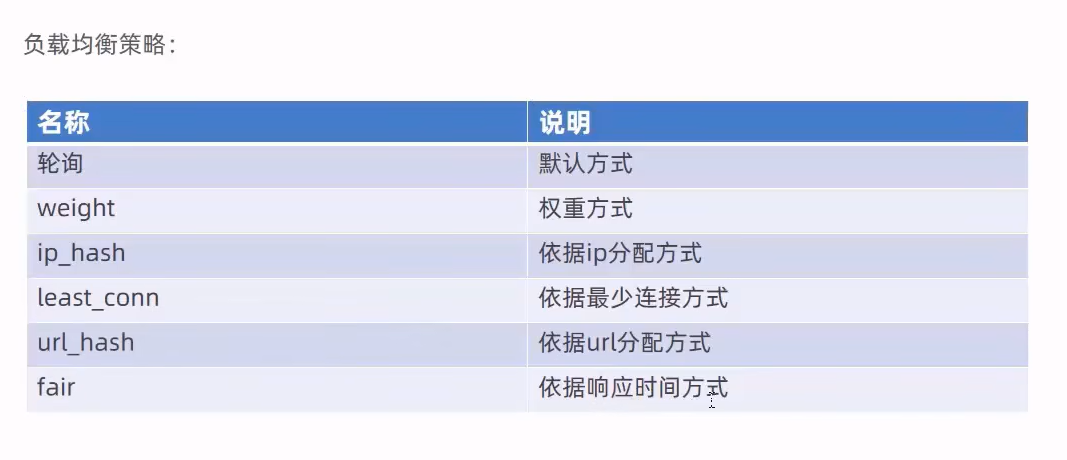 负载均衡策略：
名称 说明
轮询 默认方式
weight 权重方式
ip_hash 依据ip分配方式
least_conn 依据最少连接方式
url_hash 依据url分配方式
fair 依据响应时间方式